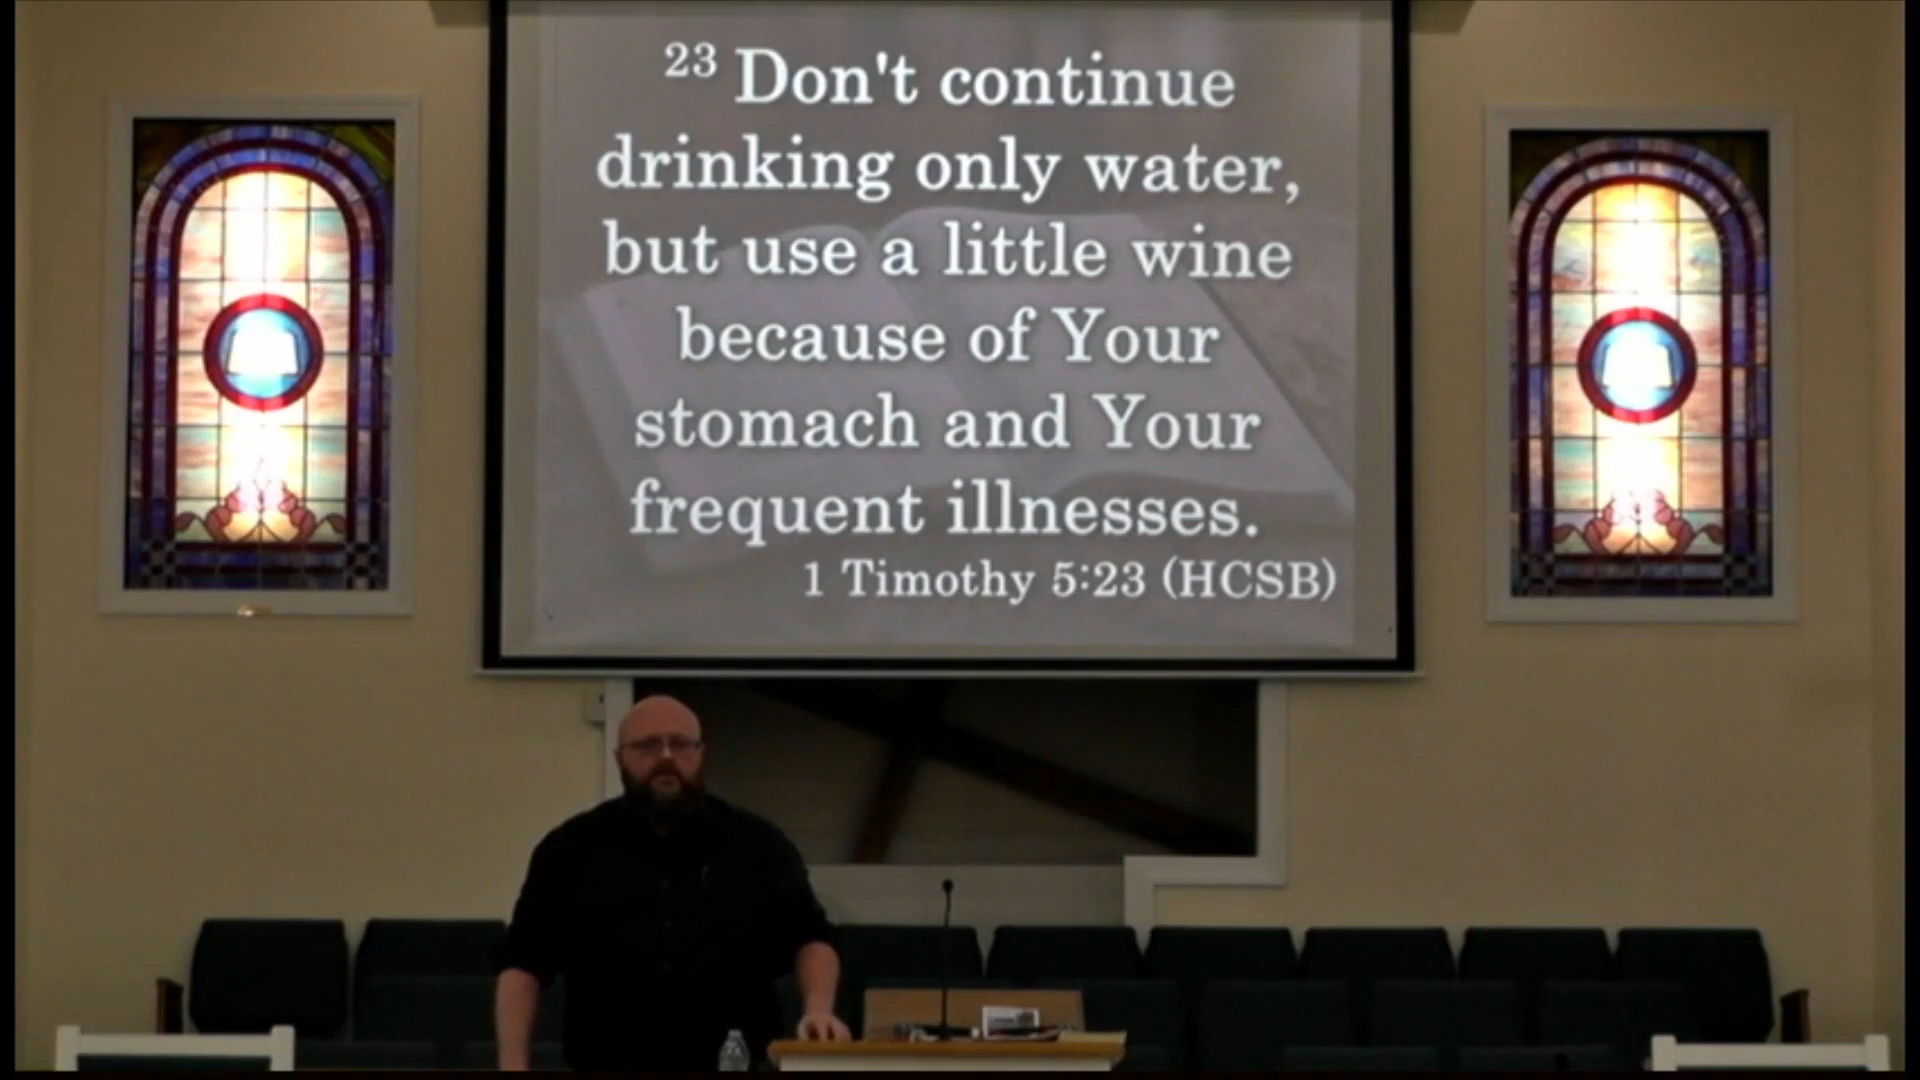 23 Don't continue
drinking only water,
but use a little wine
because of Your
stomach and Your
frequent illnesses.
1 Timothy 5:23 (HCSB)